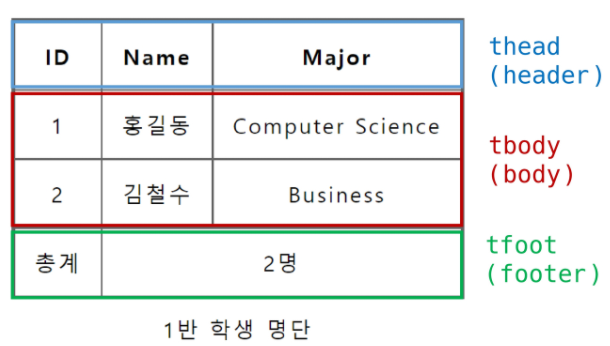 ID Name Major
thead
(header)
1 홍길동 Computer Science
2 김철수 Business
tbody
(body)
총계 2명
tfoot
(footer)
1반 학생 명단